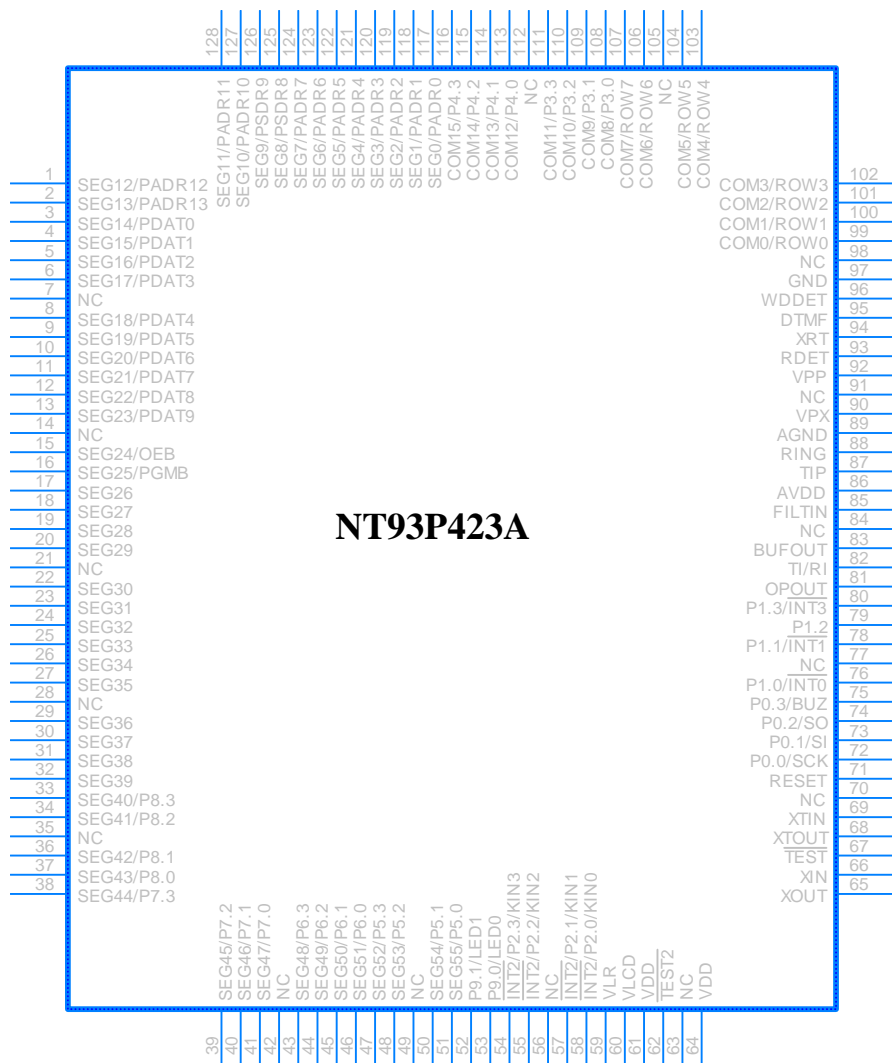 128 SEG11/PADR11
127 SEG10/PADR10
126 SEG9/PSDR9
125 SEG8/PSDR8
124 SEG7/PADR7
123 SEG6/PADR6
122 SEG5/PADR5
121 SEG4/PADR4
120 SEG3/PADR3
119 SEG2/PADR2
118 SEG1/PADR1
117 SEG0/PADR0
116 COM15/P4.3
115 COM14/P4.2
114 COM13/P4.1
113 COM12/P4.0
112 NC
111 COM11/P3.3
110 COM10/P3.2
109 COM9/P3.1
108 COM8/P3.0
107 COM7/ROW7
106 COM6/ROW6
105 NC
104 COM5/ROW5
103 COM4/ROW4
1 SEG12/PADR12
2 SEG13/PADR13
3 SEG14/PDAT0
4 SEG15/PDAT1
5 SEG16/PDAT2
6 SEG17/PDAT3
7 NC
8 SEG18/PDAT4
9 SEG19/PDAT5
10 SEG20/PDAT6
11 SEG21/PDAT7
12 SEG22/PDAT8
13 SEG23/PDAT9
14 NC
15 SEG24/OEB
16 SEG25/PGMB
17 SEG26
18 SEG27
19 SEG28
20 SEG29
21 NC
22 SEG30
23 SEG31
24 SEG32
25 SEG33
26 SEG34
27 SEG35
28 NC
29 SEG36
30 SEG37
31 SEG38
32 SEG39
33 SEG40/P8.3
34 SEG41/P8.2
35 NC
36 SEG42/P8.1
37 SEG43/P8.0
38 SEG44/P7.3
NT93P423A
COM3/ROW3 102
COM2/ROW2 101
COM1/ROW1 100
COM0/ROW0 99
NC 98
GND 97
WDDET 96
DTMF 95
XRT 94
RDET 93
VPP 92
NC 91
VPX 90
AGND 89
RING 88
TIP 87
AVDD 86
FILTIN 85
NC 84
BUFOUT 83
TI/RI 82
OPOUT 81
P1.3/INT3 80
P1.2 79
P1.1/INT1 78
NC 77
P1.0/INT0 76
P0.3/BUZ 75
P0.2/SO 74
P0.1/SI 73
P0.0/SCK 72
RESET 71
NC 70
XTIN 69
XTOUT 68
TEST 67
XIN 66
XOUT 65
39 SEG45/P7.2
40 SEG46/P7.1
41 SEG47/P7.0
42 NC
43 SEG48/P6.3
44 SEG49/P6.2
45 SEG50/P6.1
46 SEG51/P6.0
47 SEG52/P5.3
48 SEG53/P5.2
49 NC
50 SEG54/P5.1
51 SEG55/P5.0
52 P9.1/LED1
53 P9.0/LED0
54 INT2/P2.3/KIN3
55 INT2/P2.2/KIN2
56 NC
57 INT2/P2.1/KIN1
58 INT2/P2.0/KIN0
59 VLR
60 VLCD
61 VDD
62 TEST2
63 NC
64 VDD